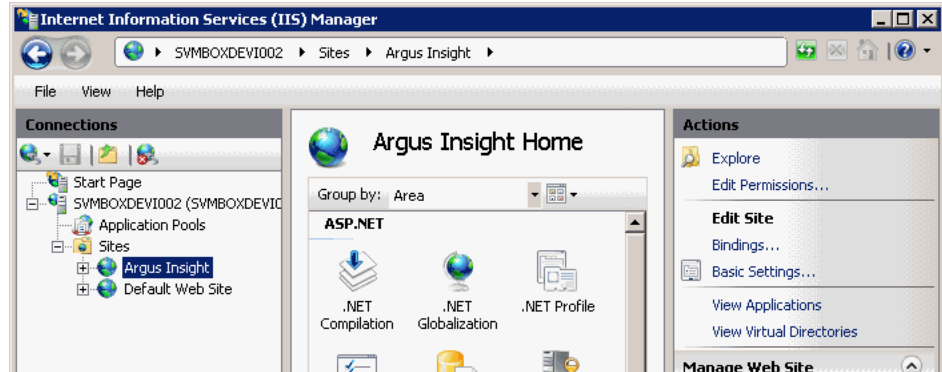 Internet Information Services (IIS) Manager
SVMBOXDEVI002 Sites Argus Insight
File View Help
Connections
Start Page
SVMBOXDEVI002 (SVMBOXDEVIC
Application Pools
Sites
Argus Insight
Default Web Site
Argus Insight Home
Group by: Area
ASP.NET
.NET Compilation
.NET Globalization
.NET Profile
Actions
Explore
Edit Permissions...
Edit Site
Bindings...
Basic Settings...
View Applications
View Virtual Directories
Manage Web Site